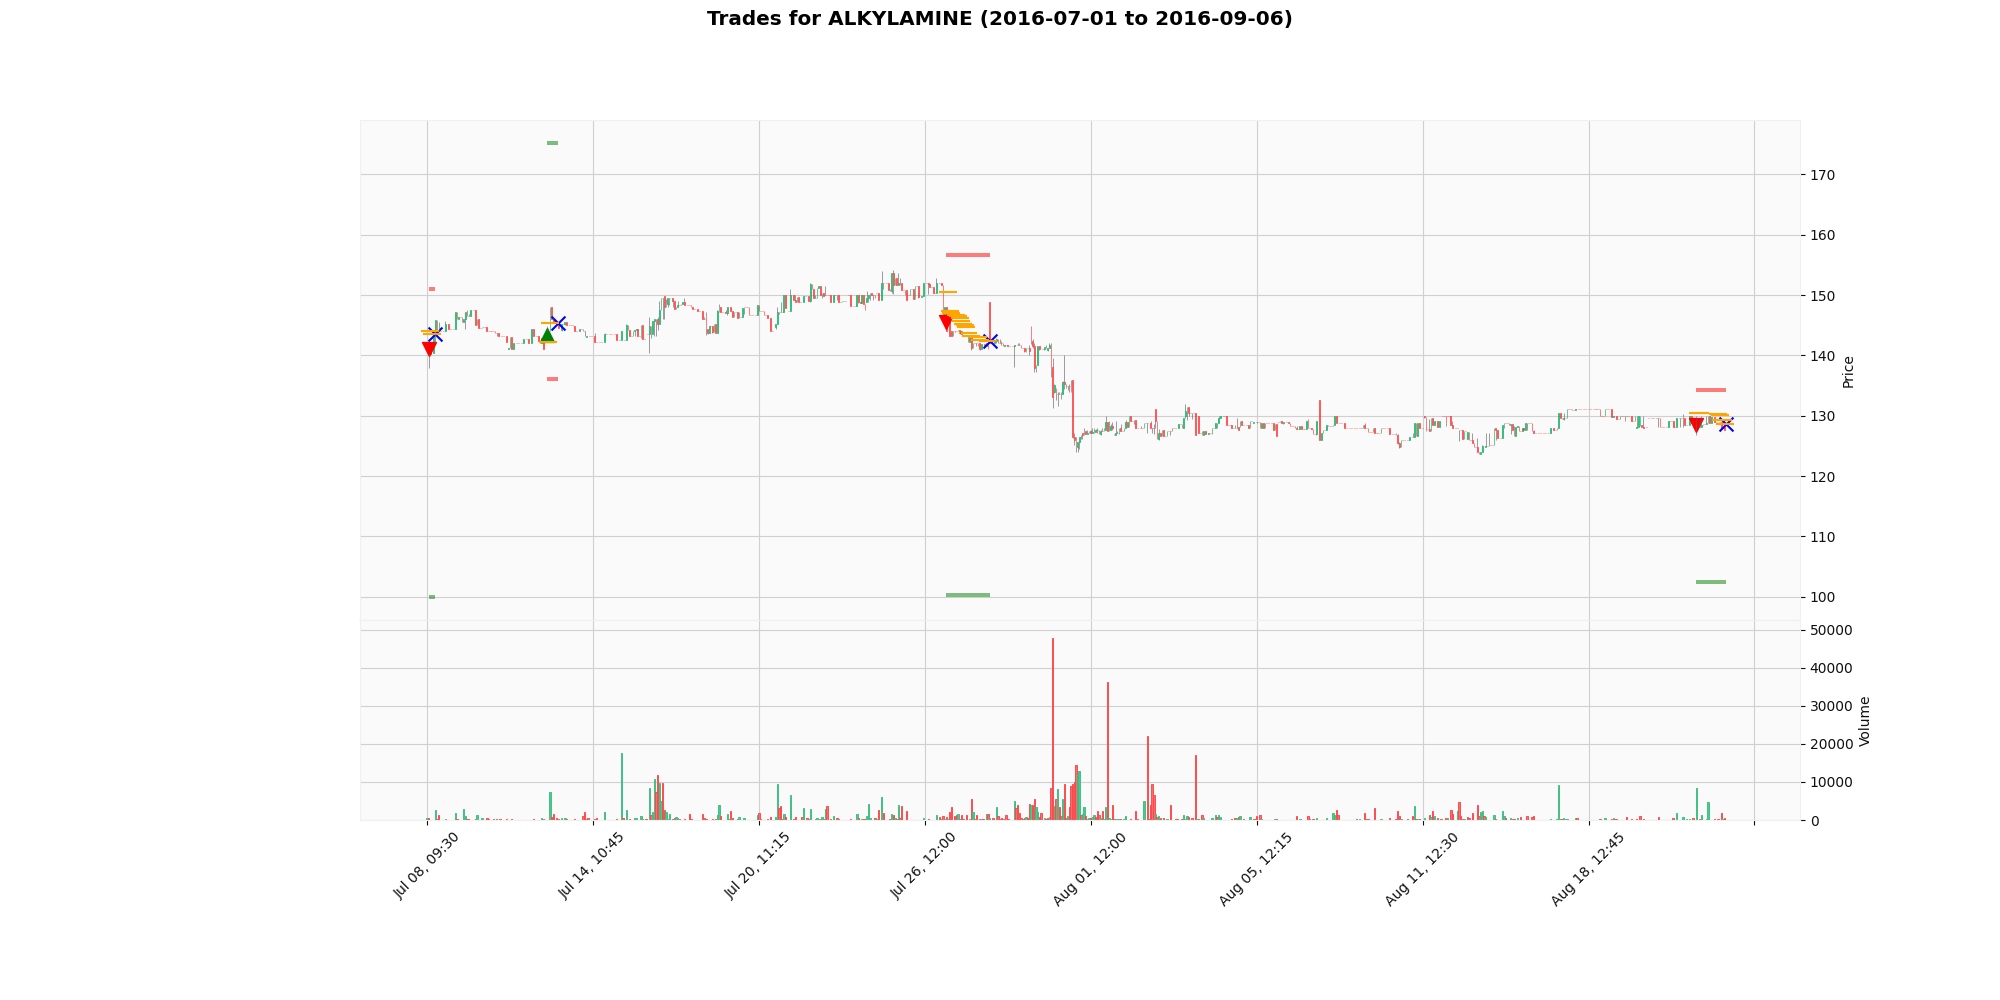 Trades for ALKYLAMINE (2016-07-01 to 2016-09-06)
170
160
150
140
130
120
110
100
Price
50000
40000
30000
20000
10000
0
Volume
Jul 08, 09:30
Jul 14, 10:45
Jul 20, 11:15
Jul 26, 12:00
Aug 01, 12:00
Aug 05, 12:15
Aug 11, 12:30
Aug 18, 12:45